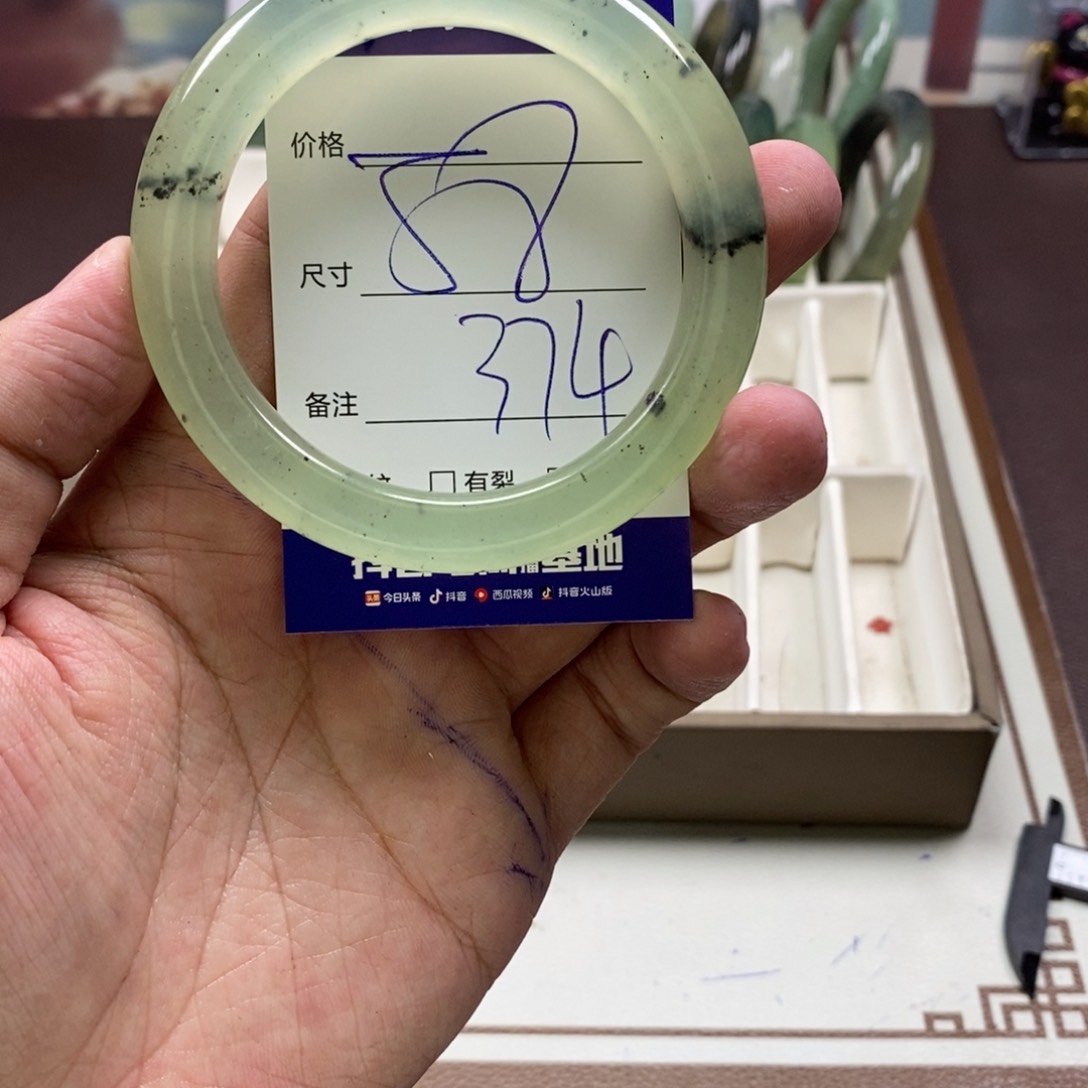 价格
尺寸 58
备注 374
□有裂
今日头条 抖音 西瓜视频 抖音火山版